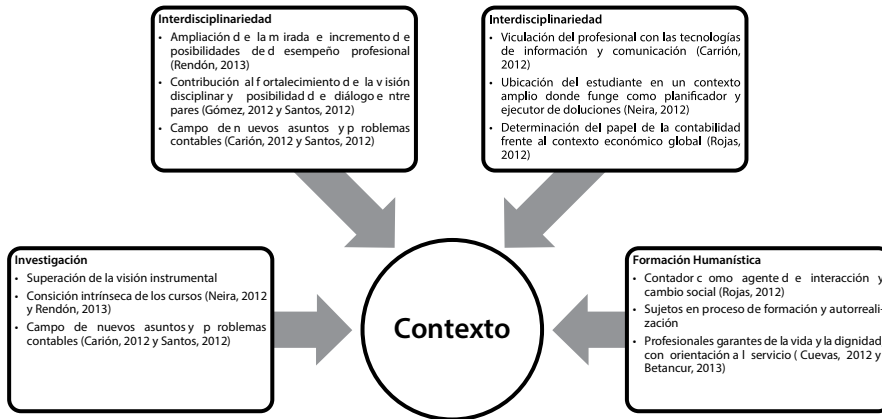 Interdisciplinariedad
• Ampliación d e la m irada e incremento d e
posibilidades de d esempeño profesional
(Rendón, 2013)
• Contribución al f ortalecimiento d e la v isión
disciplinar y posibilidad d e diálogo e ntre
pares (Gómez, 2012 y Santos, 2012)
• Campo de n uevos asuntos y p roblemas
contables (Carión, 2012 y Santos, 2012)
Interdisciplinariedad
• Viculación del profesional con las tecnologías
de información y comunicación (Carrión,
2012)
• Ubicación del estudiante en un contexto
amplio donde funge como planificador y
ejecutor de doluciones (Neira, 2012)
• Determinación del papel de la contabilidad
frente al contexto económico global (Rojas,
2012)
Investigación
• Superación de la visión instrumental
• Consición intrínseca de los cursos (Neira, 2012
y Rendón, 2013)
• Campo de nuevos asuntos y p roblemas
contables (Carión, 2012 y Santos, 2012)
Contexto
Formación Humanística
• Contador c omo agente d e interacción y
cambio social (Rojas, 2012)
• Sujetos en proceso de formación y autorreali-
zación
• Profesionales garantes de la vida y la dignidad
con orientación a l servicio ( Cuevas, 2012 y
Betancur, 2013)